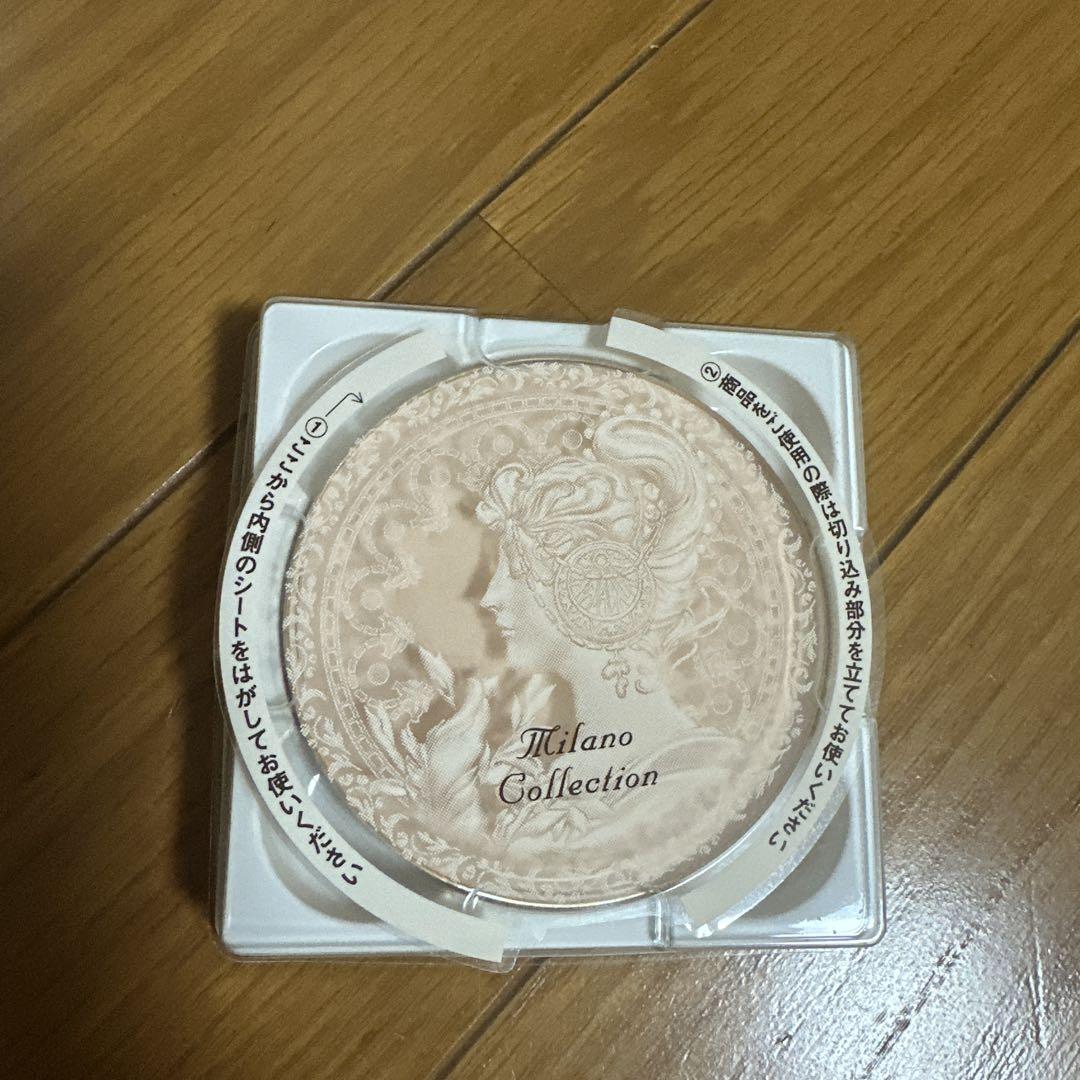 ①ここから内側のシートをはがしてお使いください
②商品をご使用の際は切り込み部分を立ててお使いください
Milano
Collection